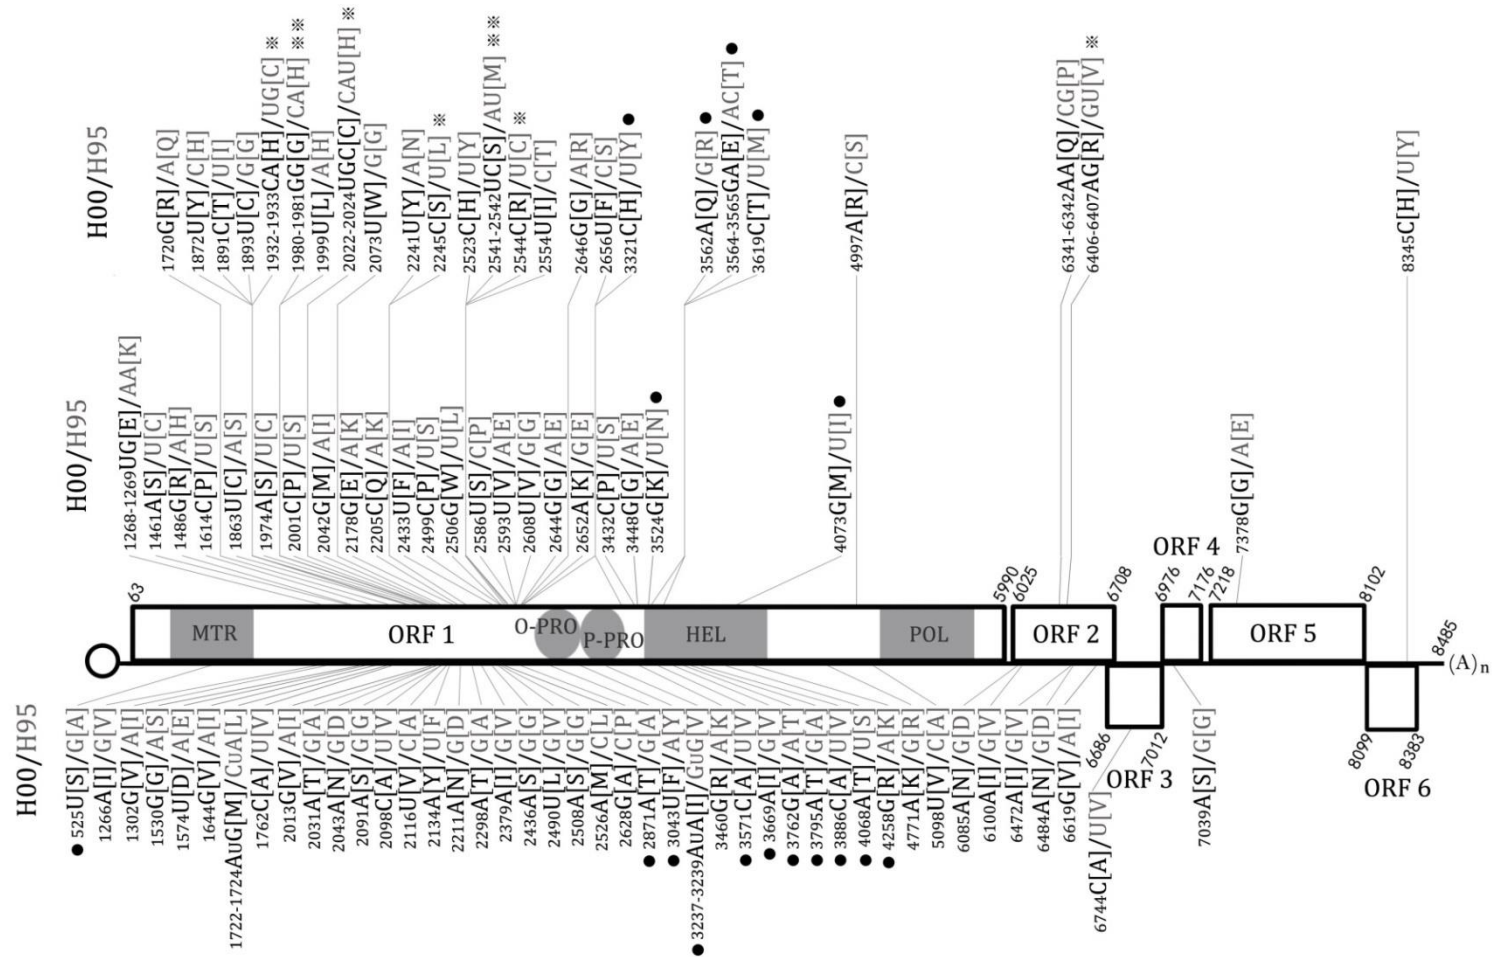 H00/H95
1720G[R]/A[Q]
1872U[Y]/C[H]
1891C[T]/U[I]
1893U[C]/G[G]
1932-1933CA[H]/UG[C] ※
1980-1981GG[G]/CA[H] ※ ※
1999U[L]/A[H]
2022-2024UGC[C]/CAU[H] ※
2073U[W]/G[G]
2241U[Y]/A[N]
2245C[S]/U[L] ※
2523C[H]/U[Y]
2541-2542UC[S]/AU[M] ※ ※
2544C[R]/U[C] ※
2554U[I]/C[T]
2646G[G]/A[R]
2656U[F]/C[S]
3321C[H]/U[Y] ●
3562A[Q]/G[R] ●
3564-3565GA[E]/AC[T] ●
3619C[T]/U[M] ●
4997A[R]/C[S]
6341-6342AA[Q]/CG[P]
6406-6407AG[R]/GU[V] ※
8345C[H]/U[Y]
H00/H95
1268-1269UG[E]/AA[K]
1461A[S]/U[C]
1486G[R]/A[H]
1614C[P]/U[S]
1863U[C]/A[S]
1974A[S]/U[C]
2001C[P]/U[S]
2042G[M]/A[I]
2178G[E]/A[K]
2205C[Q]/A[K]
2433U[F]/A[I]
2499C[P]/U[S]
2506G[W]/U[L]
2586U[S]/C[P]
2593U[V]/A[E]
2608U[V]/G[G]
2644G[G]/A[E]
2652A[K]/G[E]
3432C[P]/U[S]
3448G[G]/A[E]
3524G[K]/U[N] ●
4073G[M]/U[I] ●
7378G[G]/A[E]
63
5990
6025
6708
6976
ORF 4
7176
7218
8102
8485
MTR
ORF 1
O-PRO
P-PRO
HEL
POL
ORF 2
ORF 5
(A)n
6686
ORF 3
7012
8099
ORF 6
8383
H00/H95
● 525U[S]/G[A]
1266A[I]/G[V]
1302G[V]/A[I]
1530G[G]/A[S]
1574U[D]/A[E]
1644G[V]/A[I]
1722-1724AuG[M]/CuA[L]
1762C[A]/U[V]
2013G[V]/A[I]
2031A[T]/G[A]
2043A[N]/G[D]
2091A[S]/G[G]
2098C[A]/U[V]
2116U[V]/C[A]
2134A[Y]/U[F]
2211A[N]/G[D]
2298A[T]/G[A]
2379A[I]/G[V]
2436A[S]/G[G]
2490U[L]/G[V]
2508A[S]/G[G]
2526A[M]/C[L]
2628G[A]/C[P]
● 2871A[T]/G[A]
● 3043U[F]/A[Y]
● 3237-3239AuA[I]/GuG[V]
3460G[R]/A[K]
● 3571C[A]/U[V]
● 3669A[I]/G[V]
● 3762G[A]/A[T]
● 3795A[T]/G[A]
● 3886C[A]/U[V]
● 4068A[T]/U[S]
● 4258G[R]/A[K]
4771A[K]/G[R]
5098U[V]/C[A]
6085A[N]/G[D]
6100A[I]/G[V]
6472A[I]/G[V]
6484A[N]/G[D]
6619G[V]/A[I]
6744C[A]/U[V]
7039A[S]/G[G]